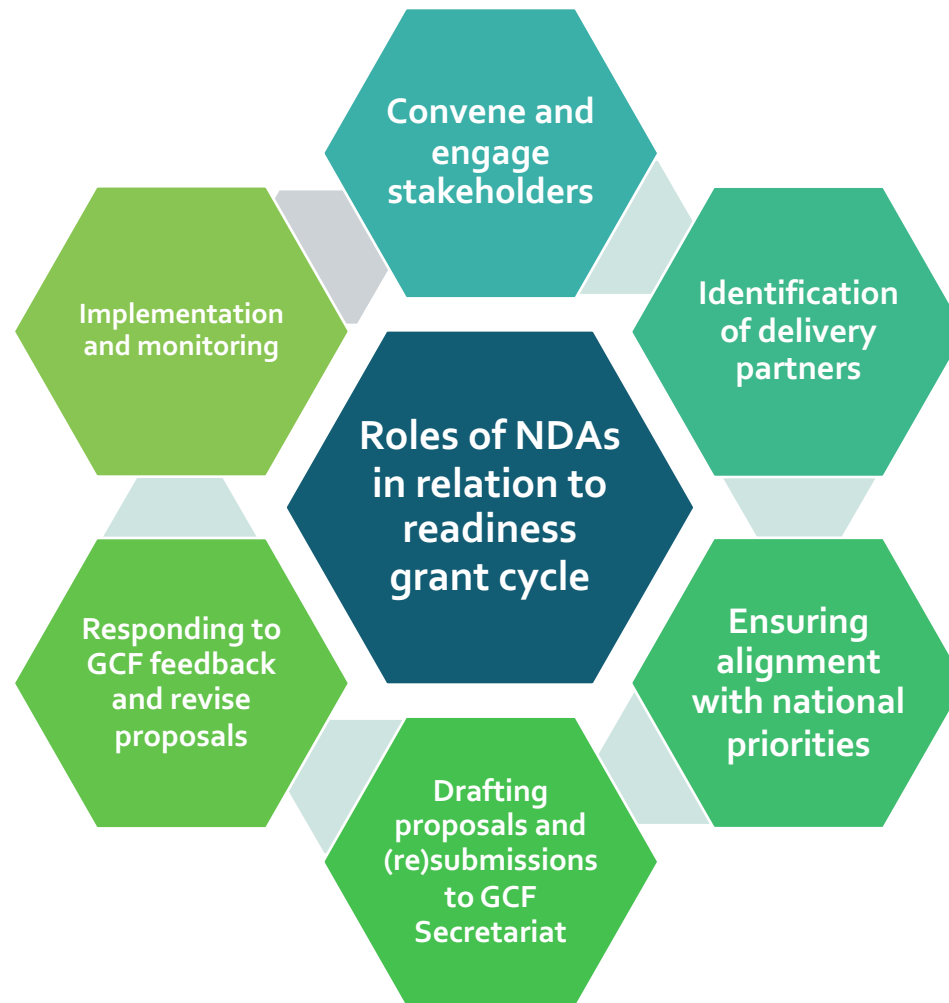 Convene and
engage
stakeholders
Identification
of delivery
partners
Ensuring
alignment
with national
priorities
Drafting
proposals and
(re)submissions
to GCF
Secretariat
Responding to
GCF feedback
and revise
proposals
Implementation
and monitoring
Roles of NDAs
in relation to
readiness
grant cycle